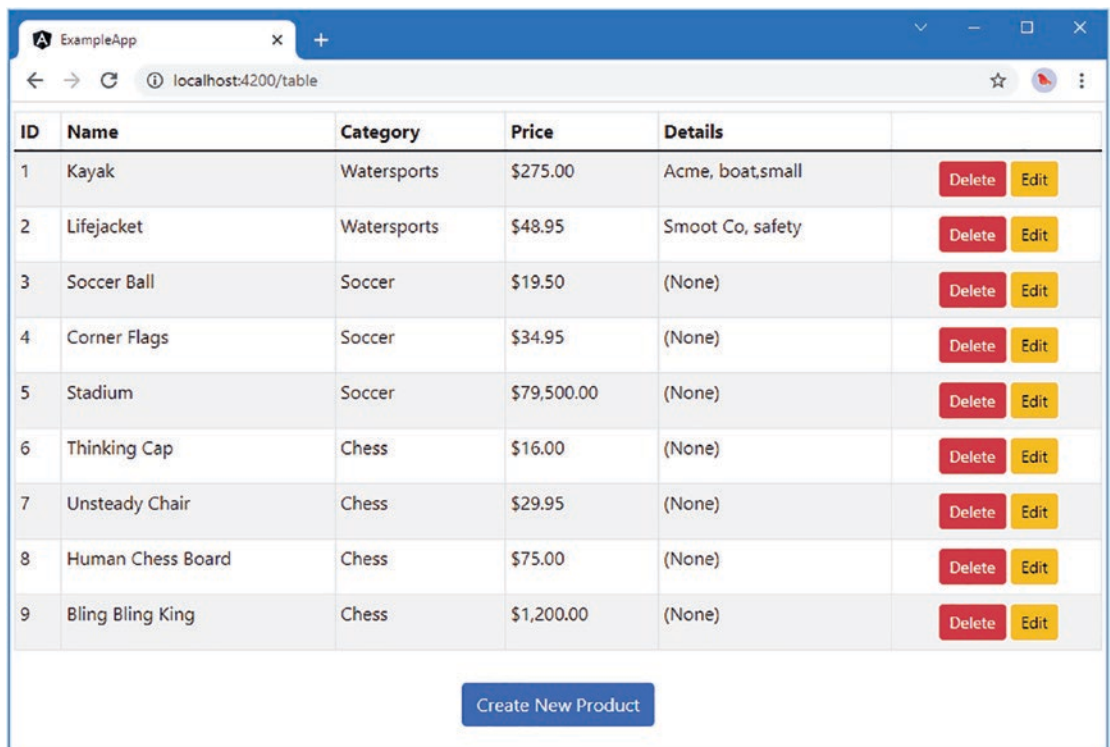 ExampleApp
localhost:4200/table
ID Name Category Price Details
1 Kayak Watersports $275.00 Acme, boat,small Delete Edit
2 Lifejacket Watersports $48.95 Smoot Co, safety Delete Edit
3 Soccer Ball Soccer $19.50 (None) Delete Edit
4 Corner Flags Soccer $34.95 (None) Delete Edit
5 Stadium Soccer $79,500.00 (None) Delete Edit
6 Thinking Cap Chess $16.00 (None) Delete Edit
7 Unsteady Chair Chess $29.95 (None) Delete Edit
8 Human Chess Board Chess $75.00 (None) Delete Edit
9 Bling Bling King Chess $1,200.00 (None) Delete Edit
Create New Product